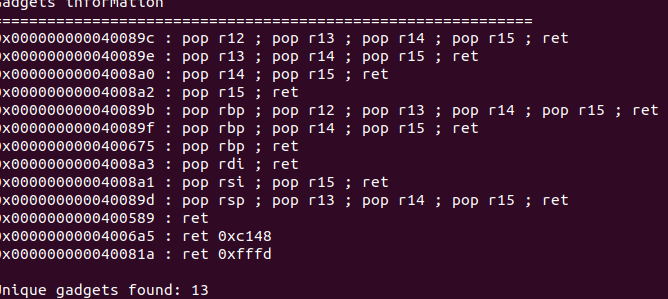 Gadgets information
============================================================
0x000000000040089c : pop r12 ; pop r13 ; pop r14 ; pop r15 ; ret
0x000000000040089e : pop r13 ; pop r14 ; pop r15 ; ret
0x00000000004008a0 : pop r14 ; pop r15 ; ret
0x00000000004008a2 : pop r15 ; ret
0x000000000040089b : pop rbp ; pop r12 ; pop r13 ; pop r14 ; pop r15 ; ret
0x000000000040089f : pop rbp ; pop r14 ; pop r15 ; ret
0x0000000000400675 : pop rbp ; ret
0x00000000004008a3 : pop rdi ; ret
0x00000000004008a1 : pop rsi ; pop r15 ; ret
0x000000000040089d : pop rsp ; pop r13 ; pop r14 ; pop r15 ; ret
0x0000000000400589 : ret
0x00000000004006a5 : ret 0xc148
0x000000000040081a : ret 0xfffd
Unique gadgets found: 13